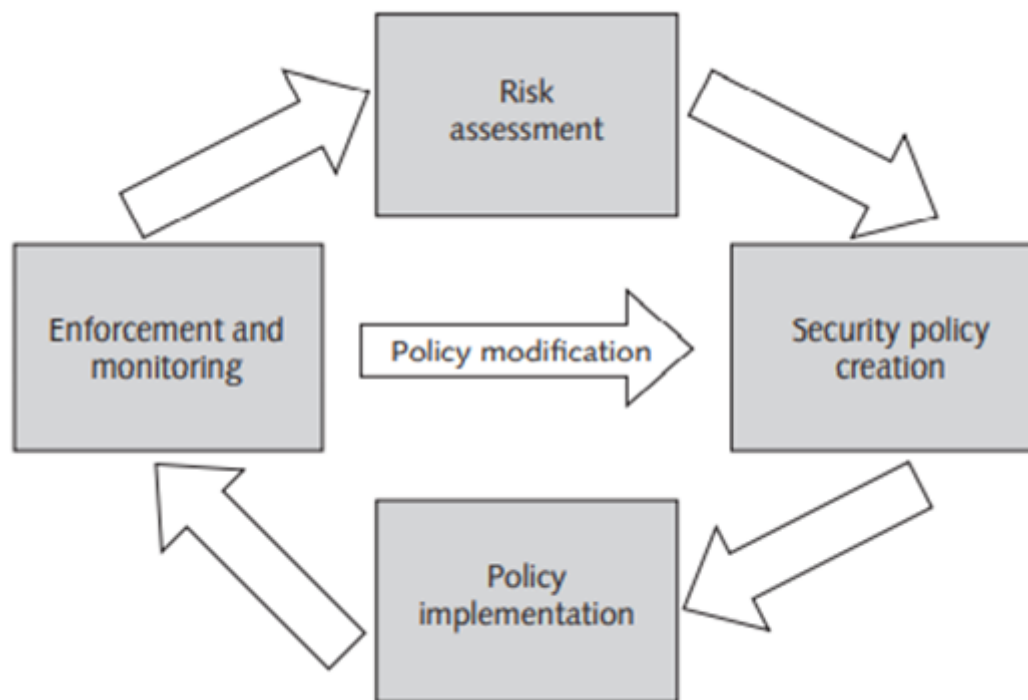 Risk
assessment
Enforcement and
monitoring
Policy modification
Security policy
creation
Policy
implementation